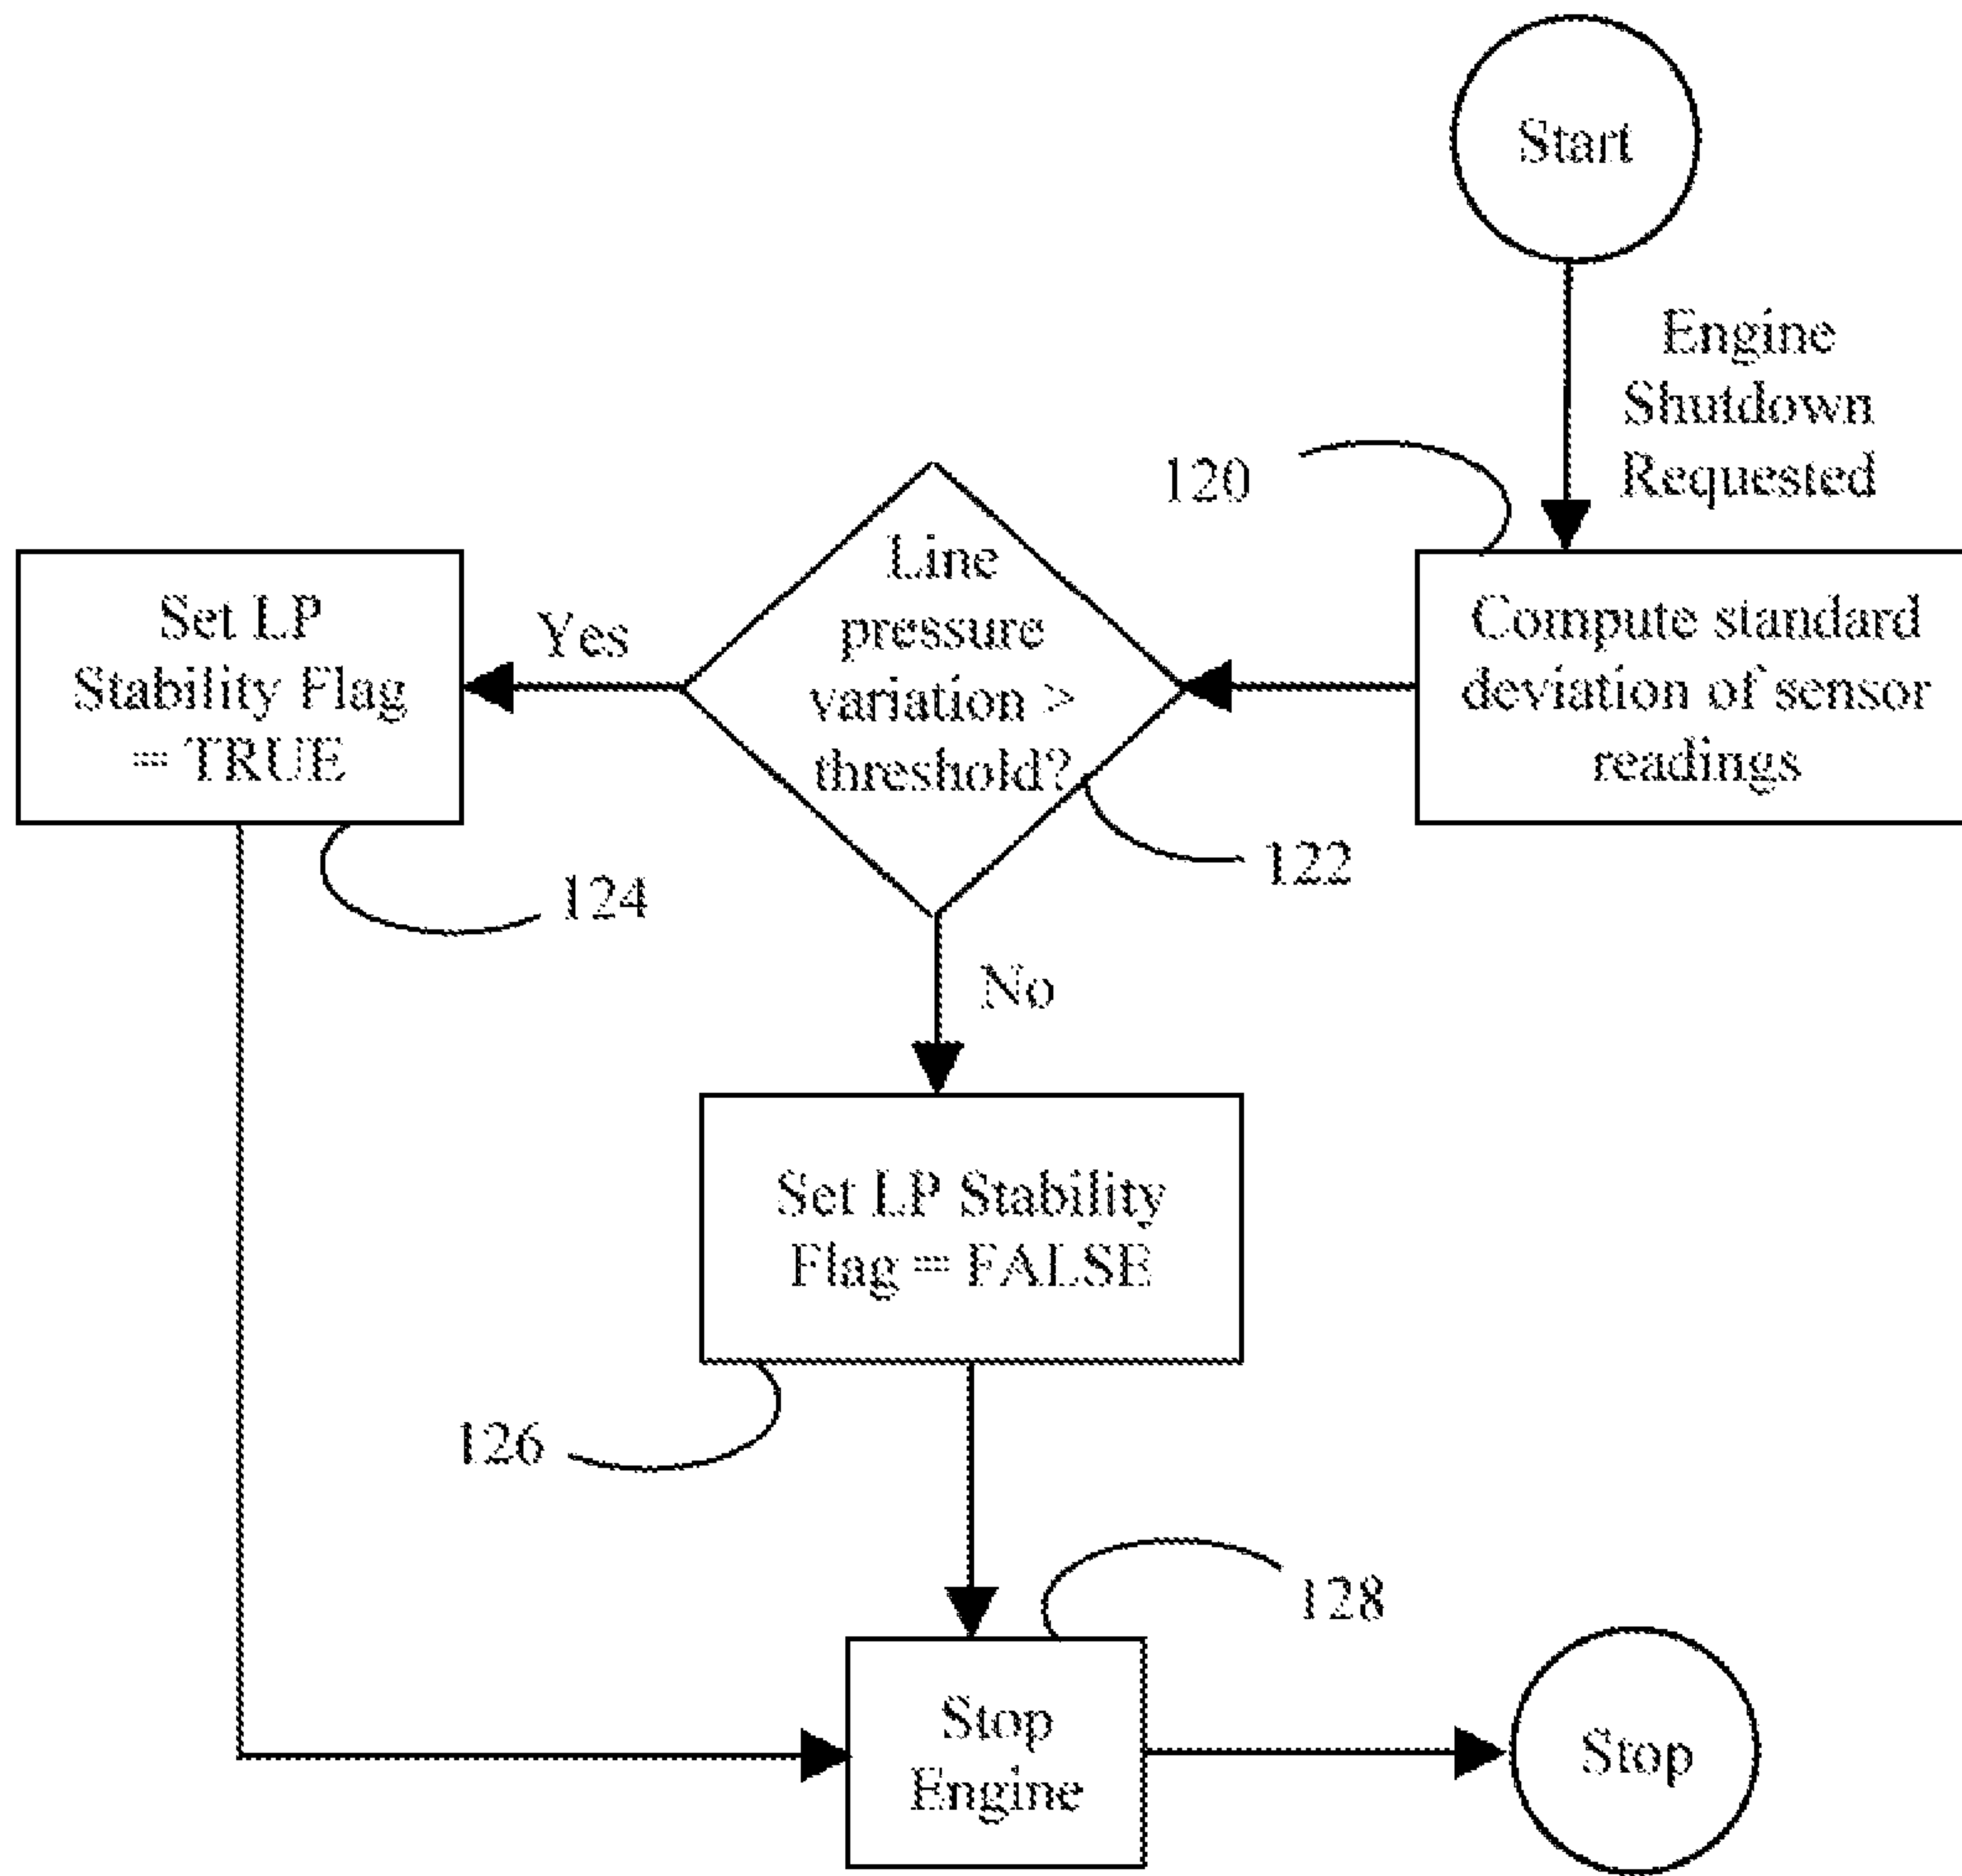 Start
Engine
Shutdown
Requested
120
Compute standard
deviation of sensor
readings
Line
pressure
variation >
threshold?
122
Yes
Set LP
Stability Flag
= TRUE
124
No
Set LP Stability
Flag = FALSE
126
128
Stop
Engine
Stop